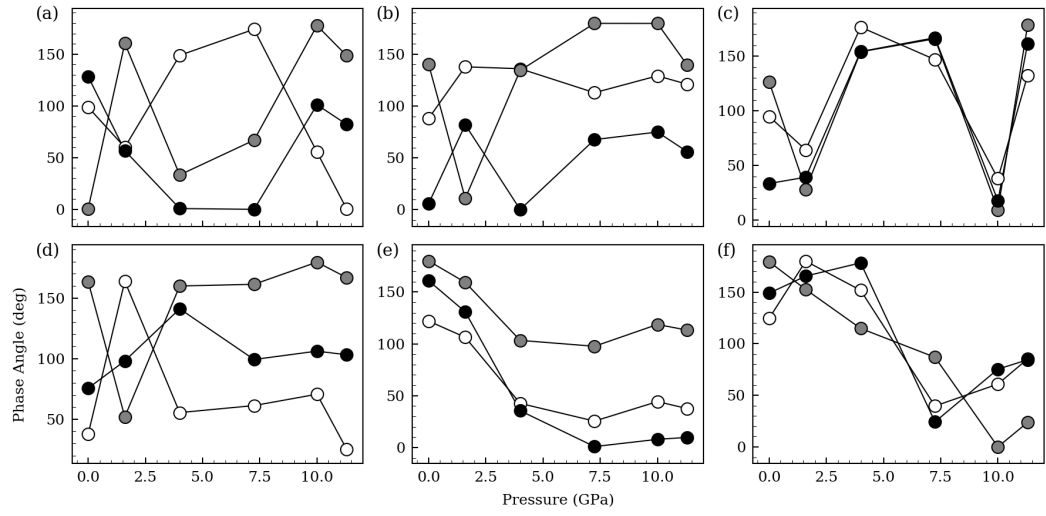 (a) (b) (c)
150 150 150
100 100 100
50 50 50
0 0 0
(d) (e) (f)
150 150 150
100 100 100
50 50 50
0 0
0.0 2.5 5.0 7.5 10.0 0.0 2.5 5.0 7.5 10.0 0.0 2.5 5.0 7.5 10.0
Phase Angle (deg)
Pressure (GPa)